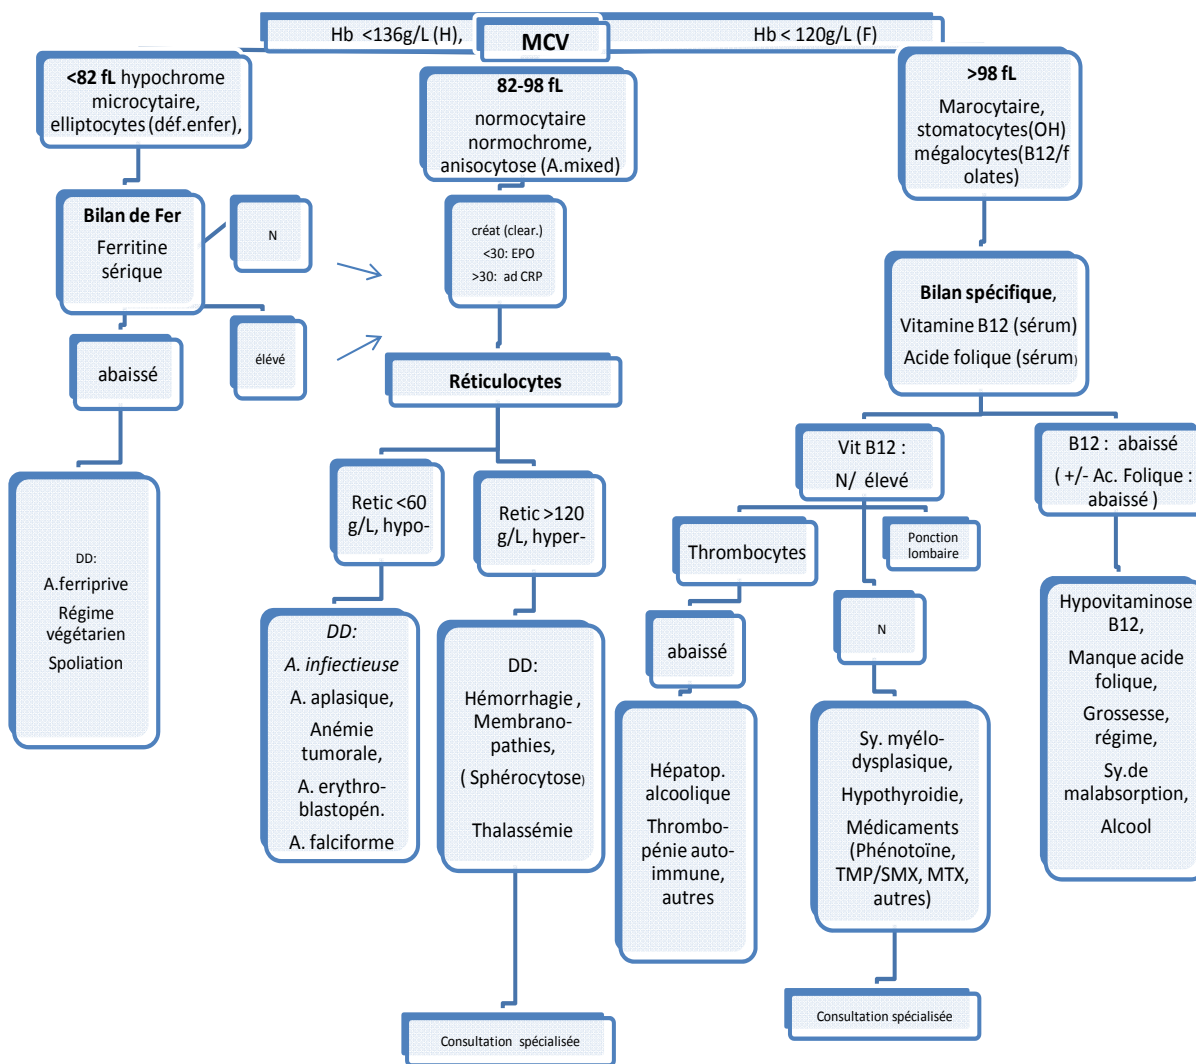 Hb <136g/L (H),
MCV
Hb < 120g/L (F)
<82 fL hypochrome
microcytaire,
elliptocytes (déf.enfer),
82-98 fL
normocytaire
normochrome,
anisocytose (A.mixed)
>98 fL
Marocytaire,
stomatocytes(OH)
mégalocytes(B12/f
olates)
Bilan de Fer
Ferritine
sérique
N
élévé
abaissé
DD:
A.ferriprive
Régime
végétarien
Spoliation
créat (clear.)
<30: EPO
>30: ad CRP
Réticulocytes
Retic <60
g/L, hypo-
Retic >120
g/L, hyper-
DD:
A. infiectieuse
A. aplasique,
Anémie
tumorale,
A. erythro-
blastopén.
A. falciforme
DD:
Hémorrhagie ,
Membrano-
pathies,
( Sphérocytose)
Thalassémie
Consultation spécialisée
Bilan spécifique,
Vitamine B12 (sérum)
Acide folique (sérum)
Vit B12 :
N/ élevé
B12 : abaissé
( +/- Ac. Folique :
abaissé )
Thrombocytes
Ponction
lombaire
abaissé
N
Hépatop.
alcoolique
Thrombo-
pénie auto-
immune,
autres
Sy. myélo-
dysplasique,
Hypothyroidie,
Médicaments
(Phénotoïne,
TMP/SMX, MTX,
autres)
Consultation spécialisée
Hypovitaminose
B12,
Manque acide
folique,
Grossesse,
régime,
Sy.de
malabsorption,
Alcool